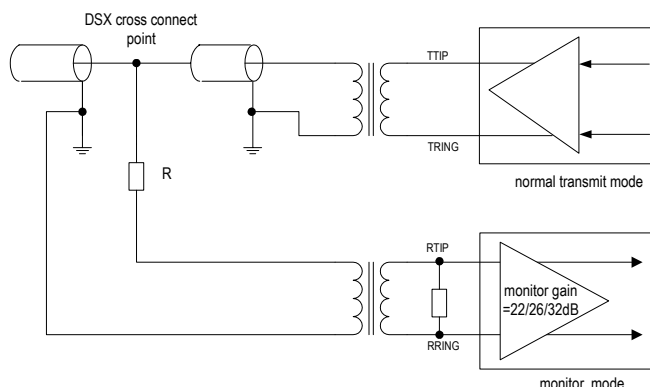 DSX cross connect
point
TTIP
TRING
normal transmit mode
R
RTIP
monitor gain
=22/26/32dB
RRING
monitor mode